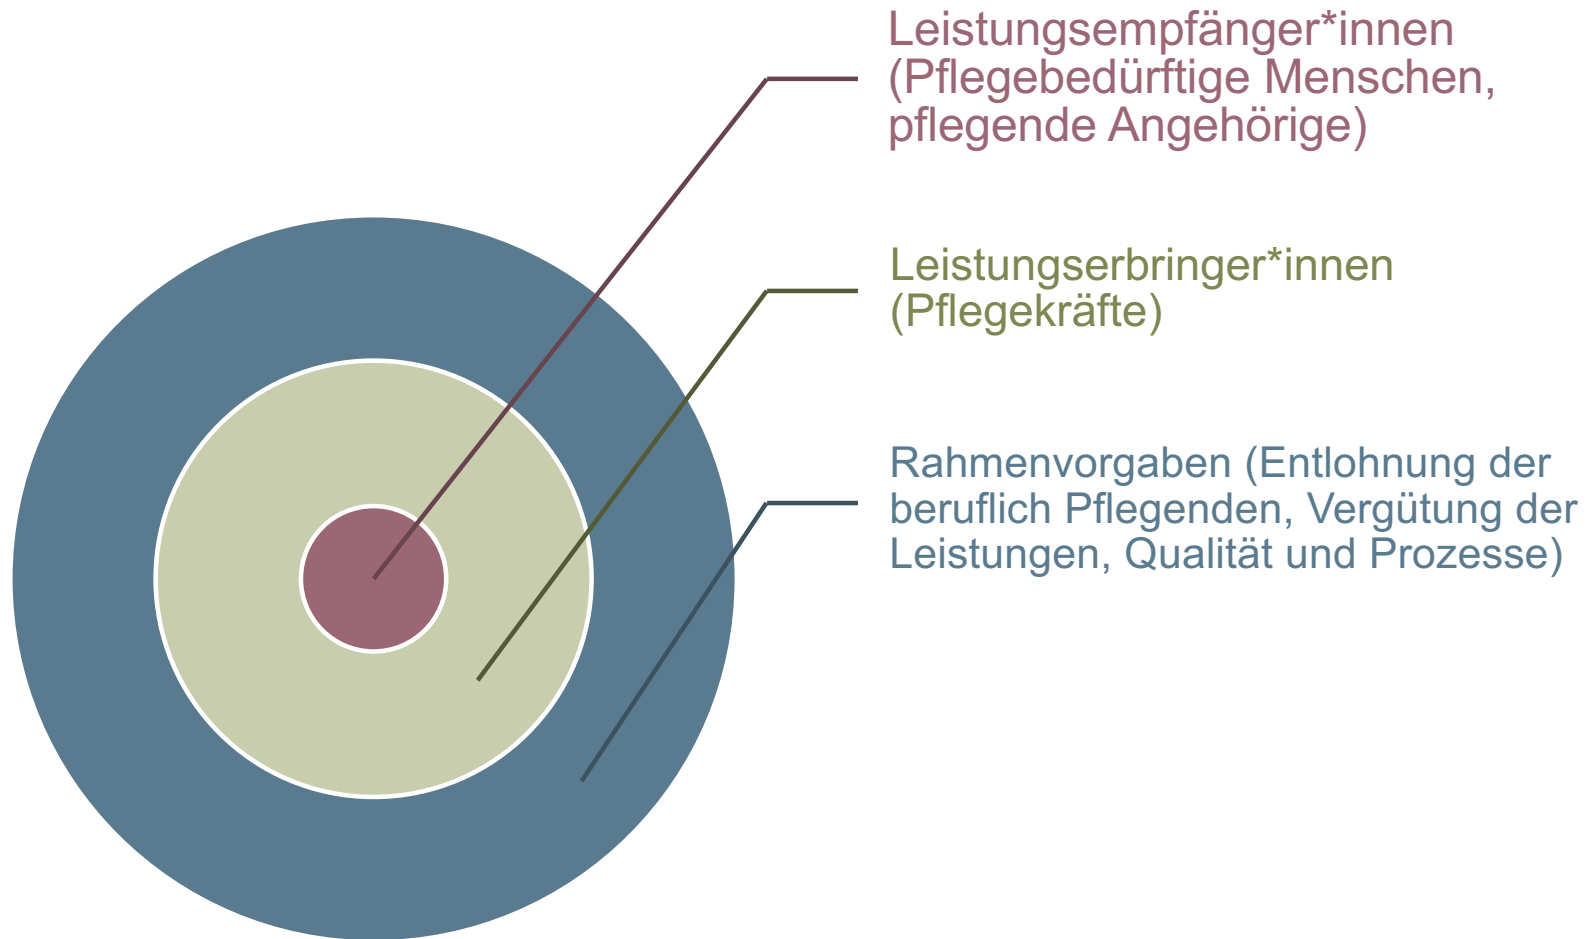 Leistungsempfänger*innen
(Pflegebedürftige Menschen,
pflegende Angehörige)
Leistungserbringer*innen
(Pflegekräfte)
Rahmenvorgaben (Entlohnung der
beruflich Pflegenden, Vergütung der
Leistungen, Qualität und Prozesse)